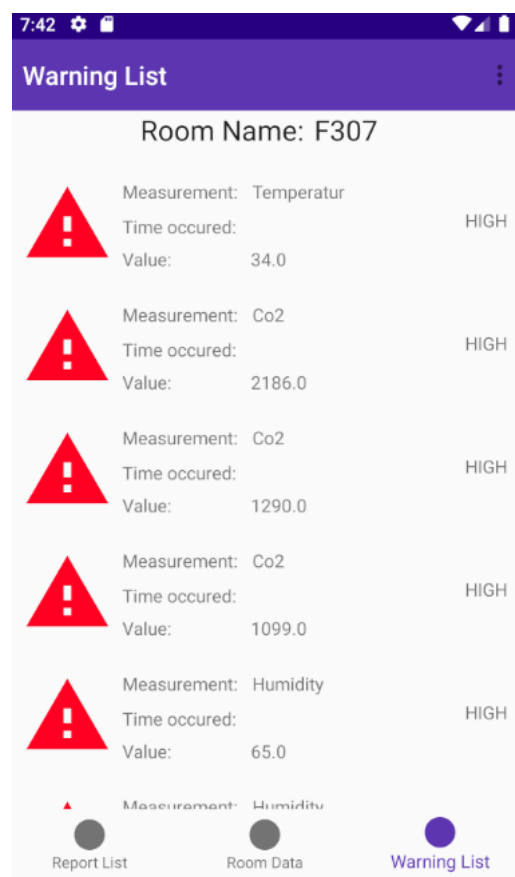 7:42
Warning List
Room Name: F307
Measurement: Temperatur
Time occured:
HIGH
Value: 34.0
Measurement: Co2
Time occured:
HIGH
Value: 2186.0
Measurement: Co2
Time occured:
HIGH
Value: 1290.0
Measurement: Co2
Time occured:
HIGH
Value: 1099.0
Measurement: Humidity
Time occured:
HIGH
Value: 65.0
Measurement: Humidity
Report List Room Data Warning List